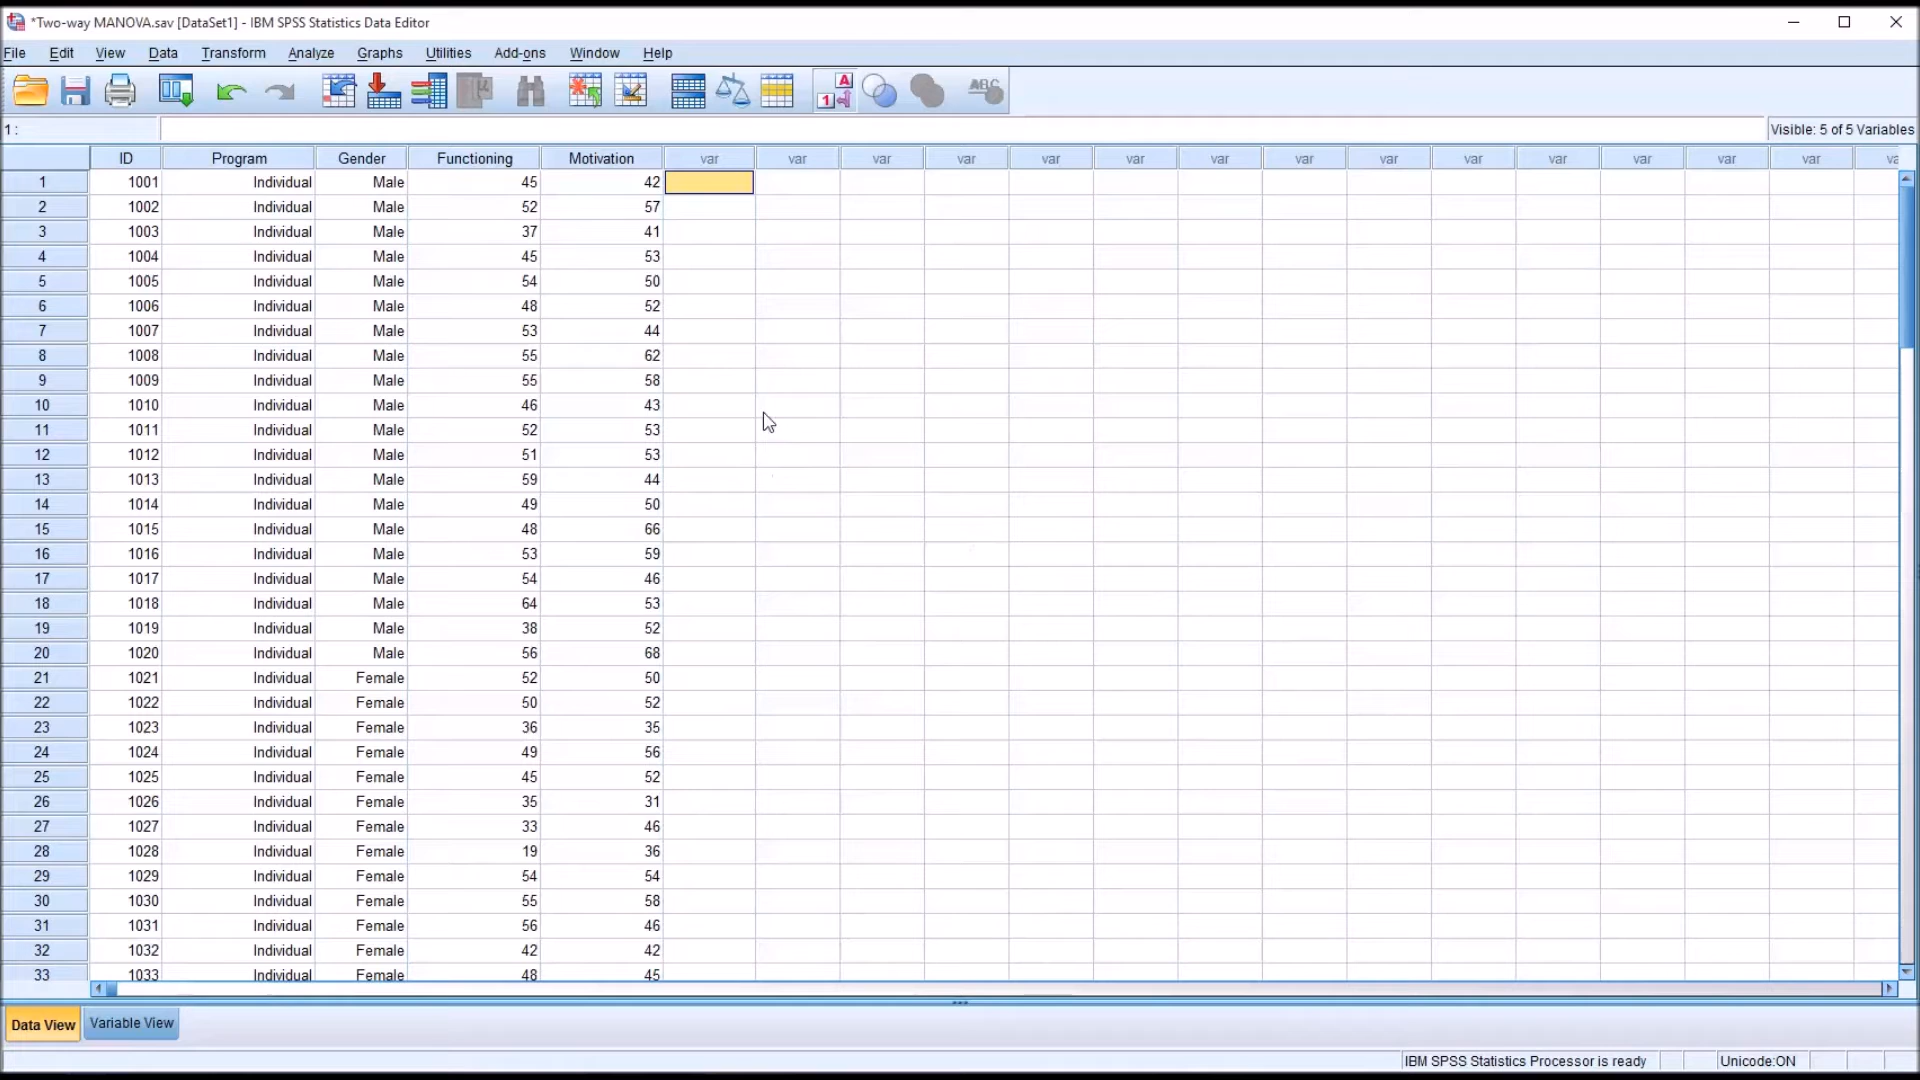 *Two-way MANOVA.sav [DataSet1] - IBM SPSS Statistics Data Editor
File Edit View Data Transform Analyze Graphs Utilities Add-ons Window Help
1 :
Visible: 5 of 5 Variables
ID Program Gender Functioning Motivation var var var var var var var var var var var var var var
1 1001 Individual Male 45 42
2 1002 Individual Male 52 57
3 1003 Individual Male 37 41
4 1004 Individual Male 45 53
5 1005 Individual Male 54 50
6 1006 Individual Male 48 52
7 1007 Individual Male 53 44
8 1008 Individual Male 55 62
9 1009 Individual Male 55 58
10 1010 Individual Male 46 43
11 1011 Individual Male 52 53
12 1012 Individual Male 51 53
13 1013 Individual Male 59 44
14 1014 Individual Male 49 50
15 1015 Individual Male 48 66
16 1016 Individual Male 53 59
17 1017 Individual Male 54 46
18 1018 Individual Male 64 53
19 1019 Individual Male 38 52
20 1020 Individual Male 56 68
21 1021 Individual Female 52 50
22 1022 Individual Female 50 52
23 1023 Individual Female 36 35
24 1024 Individual Female 49 56
25 1025 Individual Female 45 52
26 1026 Individual Female 35 31
27 1027 Individual Female 33 46
28 1028 Individual Female 19 36
29 1029 Individual Female 54 54
30 1030 Individual Female 55 58
31 1031 Individual Female 56 46
32 1032 Individual Female 42 42
33 1033 Individual Female 48 45
Data View Variable View
IBM SPSS Statistics Processor is ready Unicode:ON